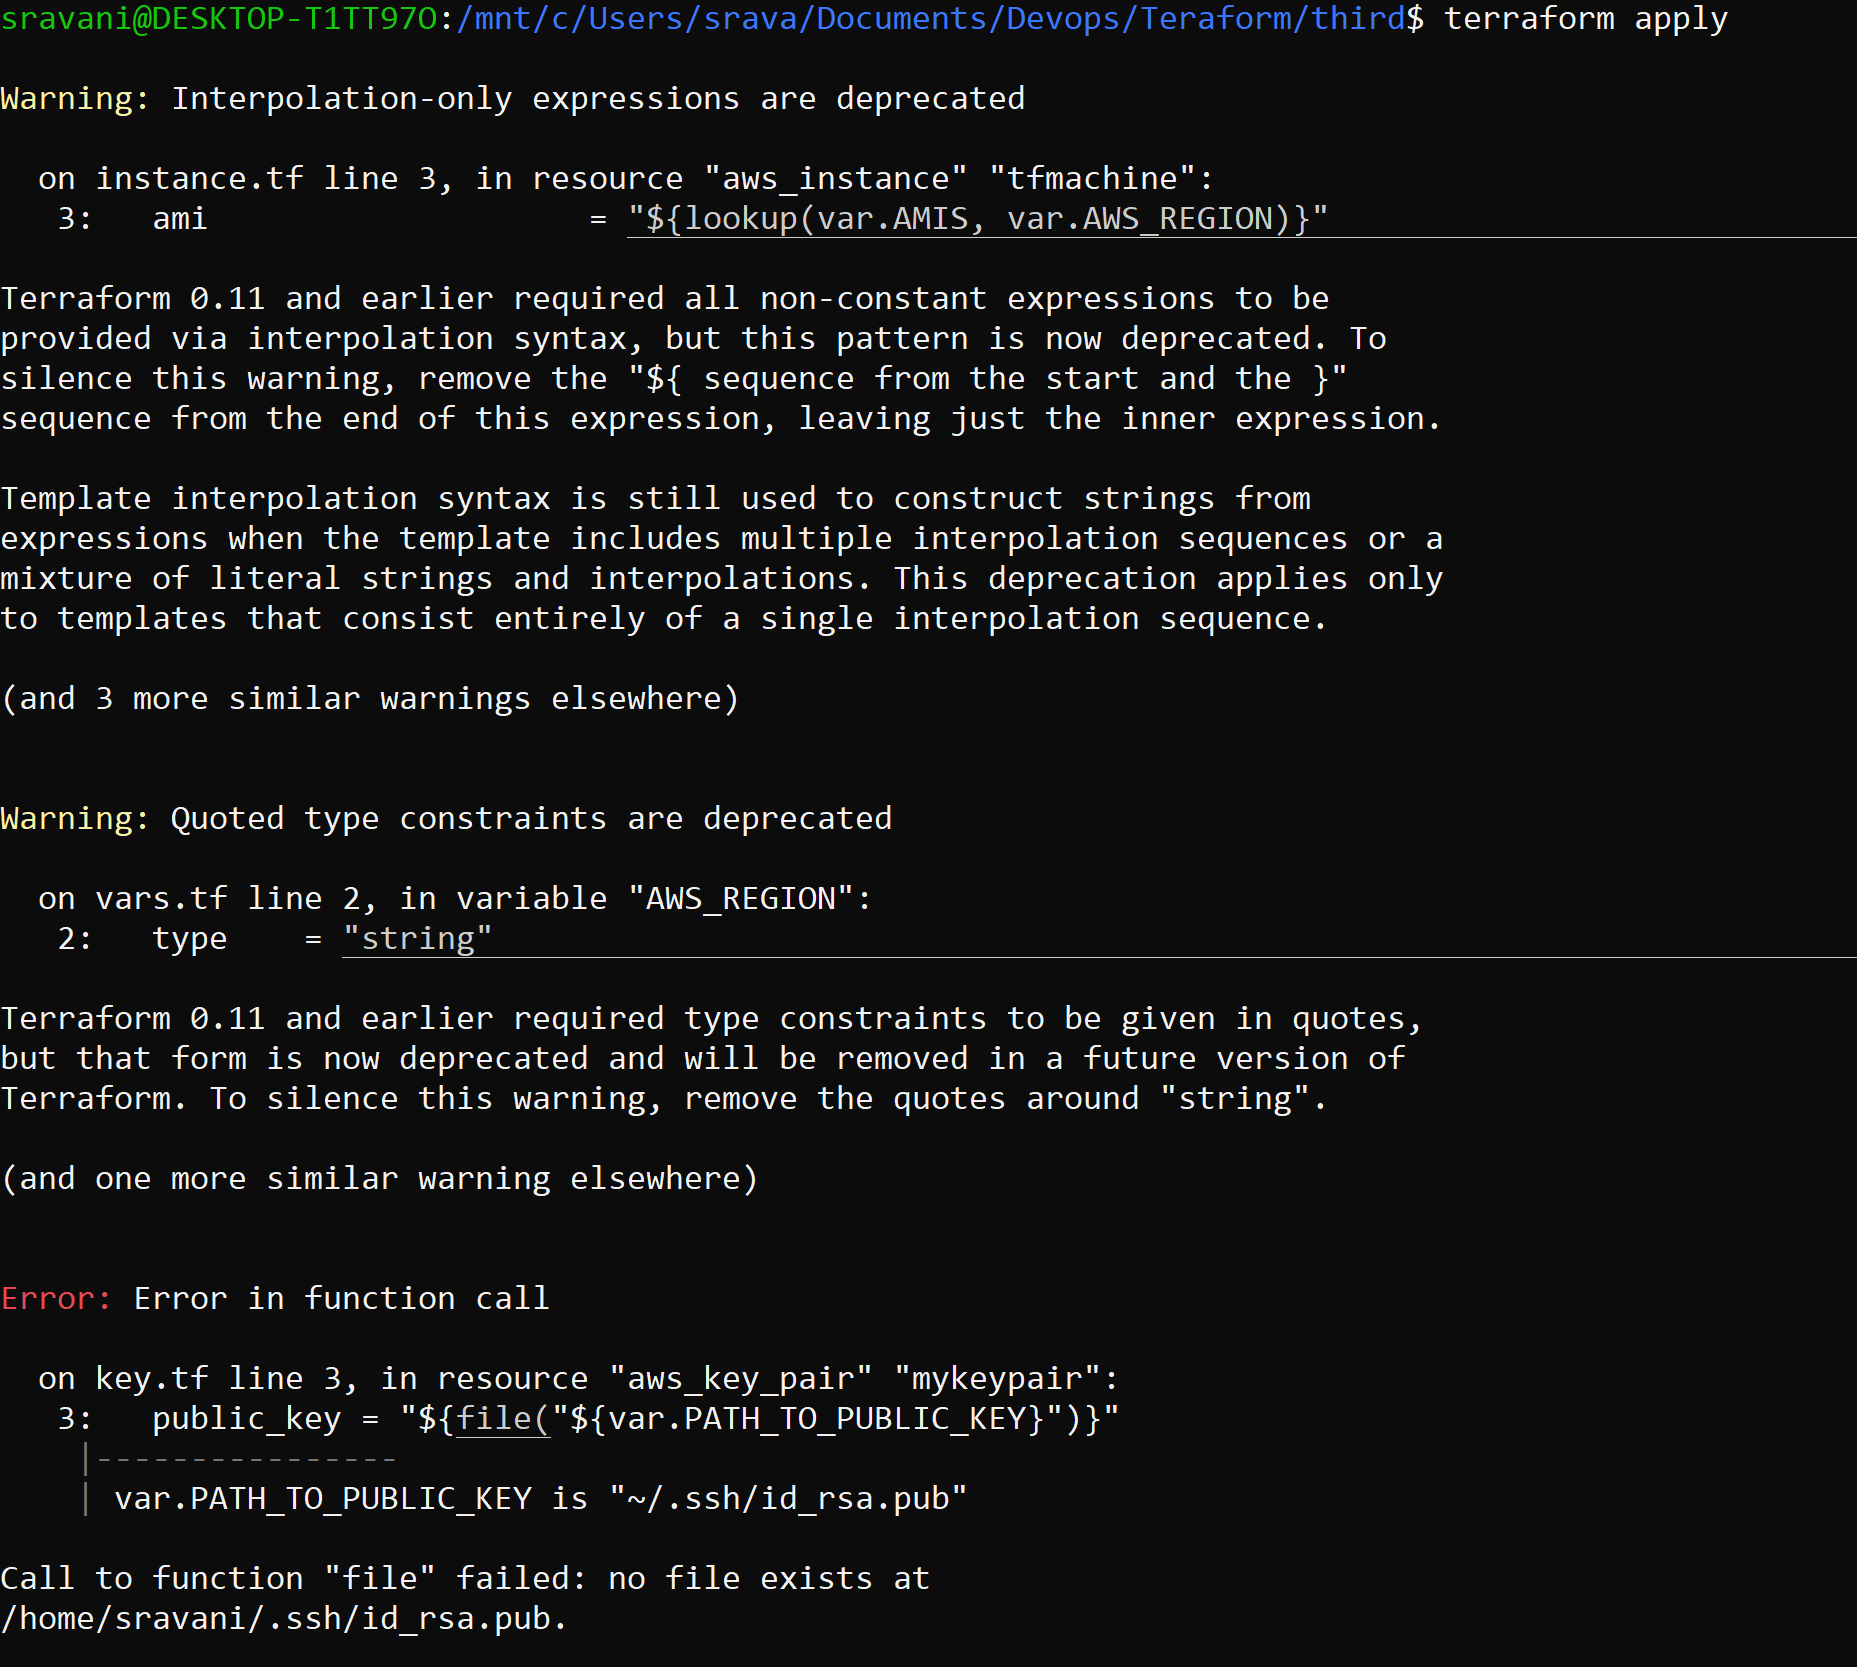 sravani@DESKTOP-T1TT97O:/mnt/c/Users/srava/Documents/Devops/Teraform/third$ terraform apply
Warning: Interpolation-only expressions are deprecated
on instance.tf line 3, in resource "aws_instance" "tfmachine":
3: ami = "${lookup(var.AMIS, var.AWS_REGION)}"
Terraform 0.11 and earlier required all non-constant expressions to be
provided via interpolation syntax, but this pattern is now deprecated. To
silence this warning, remove the "${ sequence from the start and the }"
sequence from the end of this expression, leaving just the inner expression.
Template interpolation syntax is still used to construct strings from
expressions when the template includes multiple interpolation sequences or a
mixture of literal strings and interpolations. This deprecation applies only
to templates that consist entirely of a single interpolation sequence.
(and 3 more similar warnings elsewhere)
Warning: Quoted type constraints are deprecated
on vars.tf line 2, in variable "AWS_REGION":
2: type = "string"
Terraform 0.11 and earlier required type constraints to be given in quotes,
but that form is now deprecated and will be removed in a future version of
Terraform. To silence this warning, remove the quotes around "string".
(and one more similar warning elsewhere)
Error: Error in function call
on key.tf line 3, in resource "aws_key_pair" "mykeypair":
3: public_key = "${file("${var.PATH_TO_PUBLIC_KEY}")}"
|----------------
| var.PATH_TO_PUBLIC_KEY is "~/.ssh/id_rsa.pub"
Call to function "file" failed: no file exists at
/home/sravani/.ssh/id_rsa.pub.